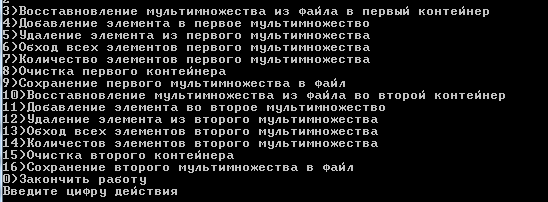 3)Восставновление мультимножества из файла в первый контейнер
4)Добавление элемента в первое мультимножество
5)Удаление элемента из первого мультимножества
6)Обход всех элементов первого мультимножества
7)Количество элементов первого мультимножества
8)Очистка первого контейнера
9)Сохранение первого мультимножества в файл
10)Восставновление мультимножества из файла во второй контейнер
11)Добавление элемента во второе мультимножество
12)Удаление элемента из второго мультимножества
13)Обход всех элементов второго мультимножества
14)Количестов элементов второго мультимножества
15)Очистка второго контейнера
16)Сохранение второго мультимножества в файл
0)Закончить работу
Введите цифру действия